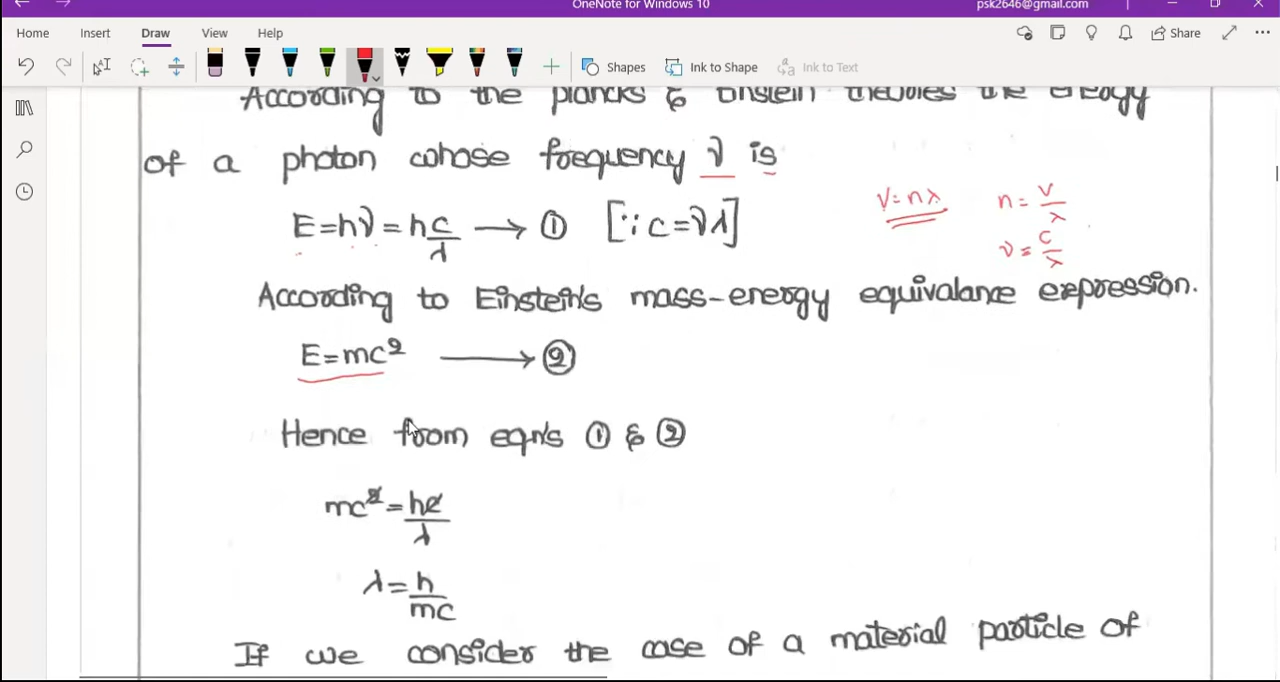 OneNote for Windows 10
psk2646@gmail.com
Home Insert Draw View Help
Share
Shapes Ink to Shape Ink to Text
According to the plancks & Einstein theories the energy
of a photon whose frequency ν is
E=hν=hc/λ → ① [∵ c=νλ]
V=nλ n=V/λ
ν=c/λ
According to Einstein's mass-energy equivalance expression.
E=mc² → ②
Hence from eqn's ① & ②
mc²=hc/λ
λ=h/mc
If we consider the case of a material particle of